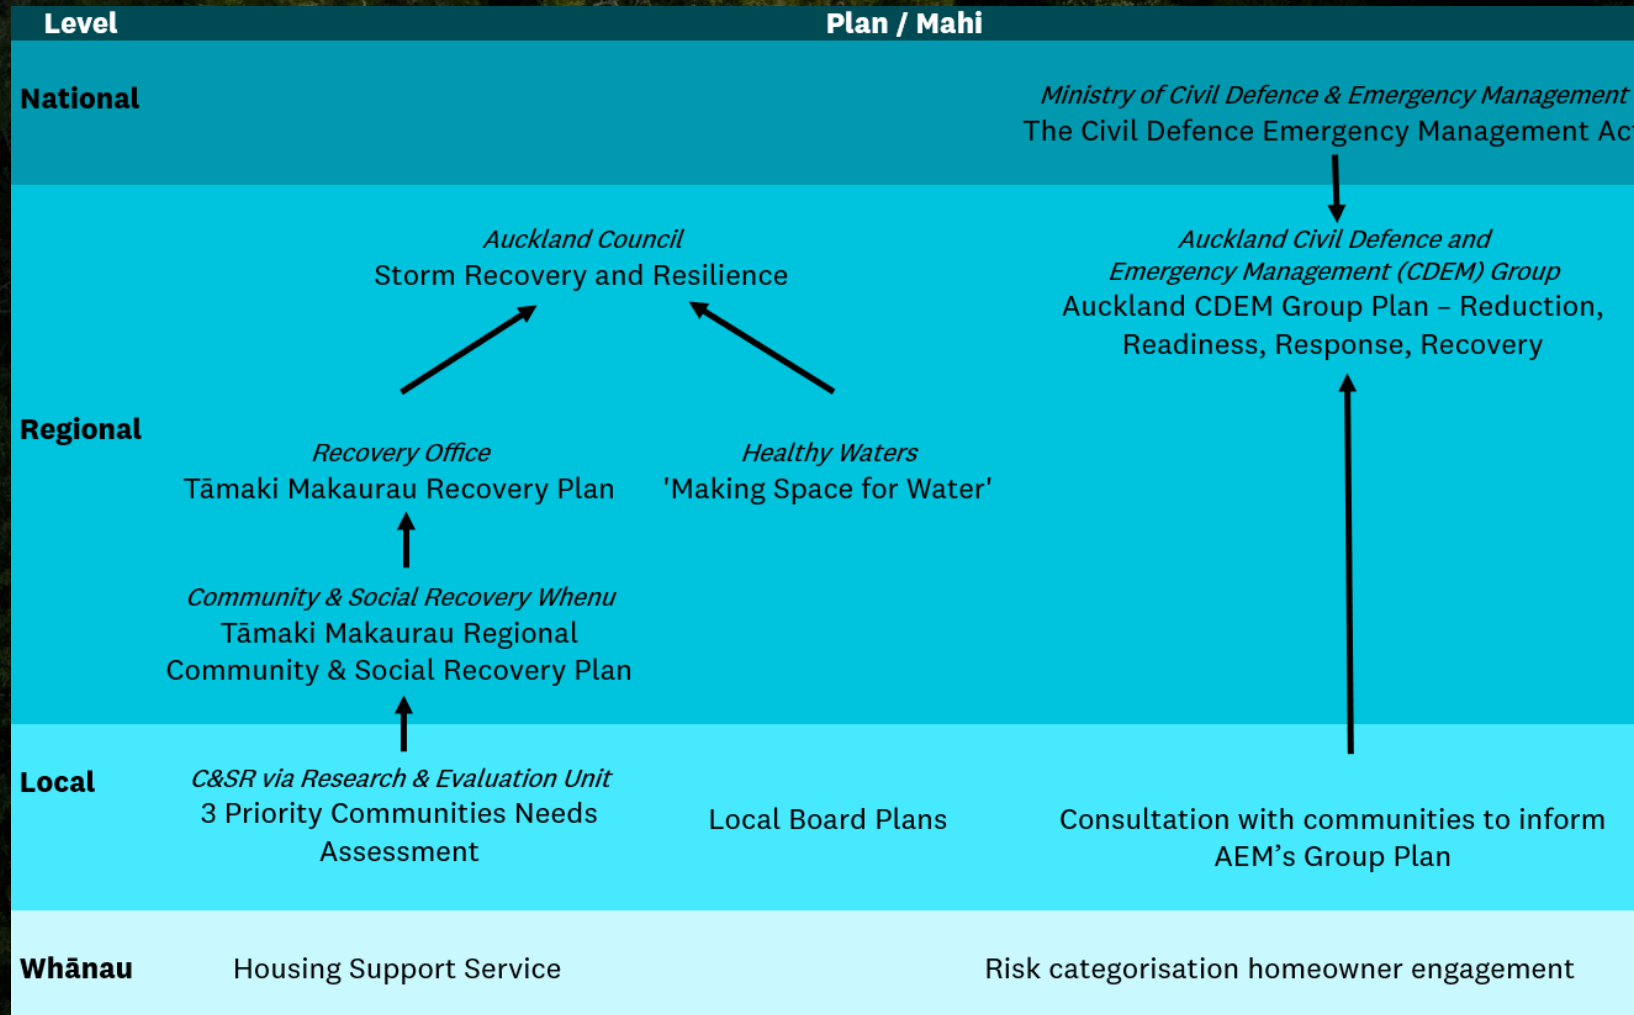 Level
Plan / Mahi
National
Ministry of Civil Defence & Emergency Management
The Civil Defence Emergency Management Act
Regional
Auckland Council
Storm Recovery and Resilience
Auckland Civil Defence and
Emergency Management (CDEM) Group
Auckland CDEM Group Plan – Reduction,
Readiness, Response, Recovery
Recovery Office
Tāmaki Makaurau Recovery Plan
Healthy Waters
'Making Space for Water'
Community & Social Recovery Whenu
Tāmaki Makaurau Regional
Community & Social Recovery Plan
Local
C&SR via Research & Evaluation Unit
3 Priority Communities Needs
Assessment
Local Board Plans
Consultation with communities to inform
AEM’s Group Plan
Whānau
Housing Support Service
Risk categorisation homeowner engagement